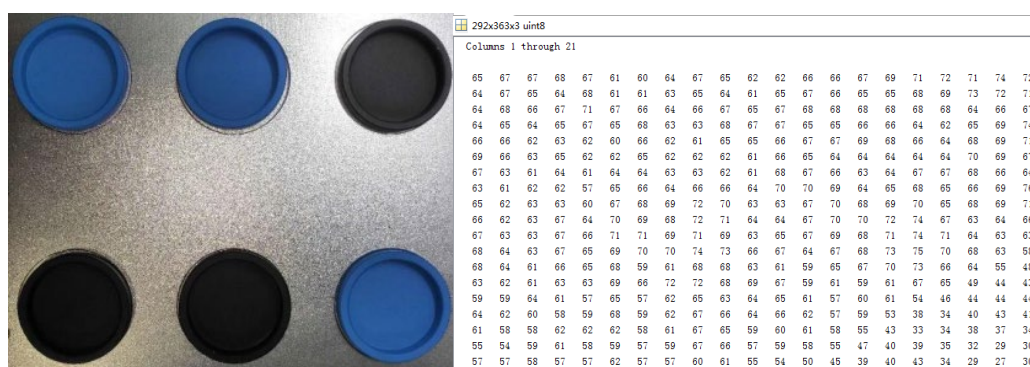 292x363x3 uint8
Columns 1 through 21
65 67 67 68 67 61 60 64 67 65 62 62 66 66 67 69 71 72 71 74
64 67 65 64 68 61 61 63 65 64 61 65 67 66 65 65 68 69 73 72
64 68 66 67 71 67 66 64 66 67 65 67 68 68 68 68 68 68 64 66
64 65 64 65 67 65 68 63 63 68 67 67 65 65 66 66 64 62 65 69
66 66 62 63 62 60 66 62 61 65 65 66 67 67 69 68 66 64 68 69
69 66 63 65 62 62 65 62 62 62 61 66 65 64 64 64 64 64 70 69
67 63 61 64 61 64 64 63 63 62 61 68 67 66 63 64 67 67 68 66
63 61 62 62 57 65 66 64 66 66 64 70 70 69 64 65 68 65 66 69
65 62 63 63 60 67 68 69 72 70 63 63 67 70 68 69 70 65 68 69
66 62 63 67 64 70 69 68 72 71 64 64 67 70 70 72 74 67 63 64
67 63 63 67 66 71 71 69 71 69 63 65 67 69 68 71 74 71 64 63
68 64 63 67 65 69 70 70 74 73 66 67 64 67 68 73 75 70 68 63
68 64 61 66 65 68 59 61 68 68 63 61 59 65 67 70 73 66 64 55
63 62 61 63 63 69 66 72 72 68 69 67 59 61 59 61 67 65 49 44
59 59 64 61 57 65 57 62 65 63 64 65 61 57 60 61 54 46 44 44
64 62 60 58 59 68 59 62 67 66 64 66 62 57 59 53 38 34 40 43
61 58 58 62 62 62 58 61 67 65 59 60 61 58 55 43 33 34 38 37
55 54 59 61 58 59 57 59 67 66 57 59 58 55 47 40 39 35 32 29
57 57 58 57 57 62 57 57 60 61 55 54 50 45 39 40 43 34 29 27